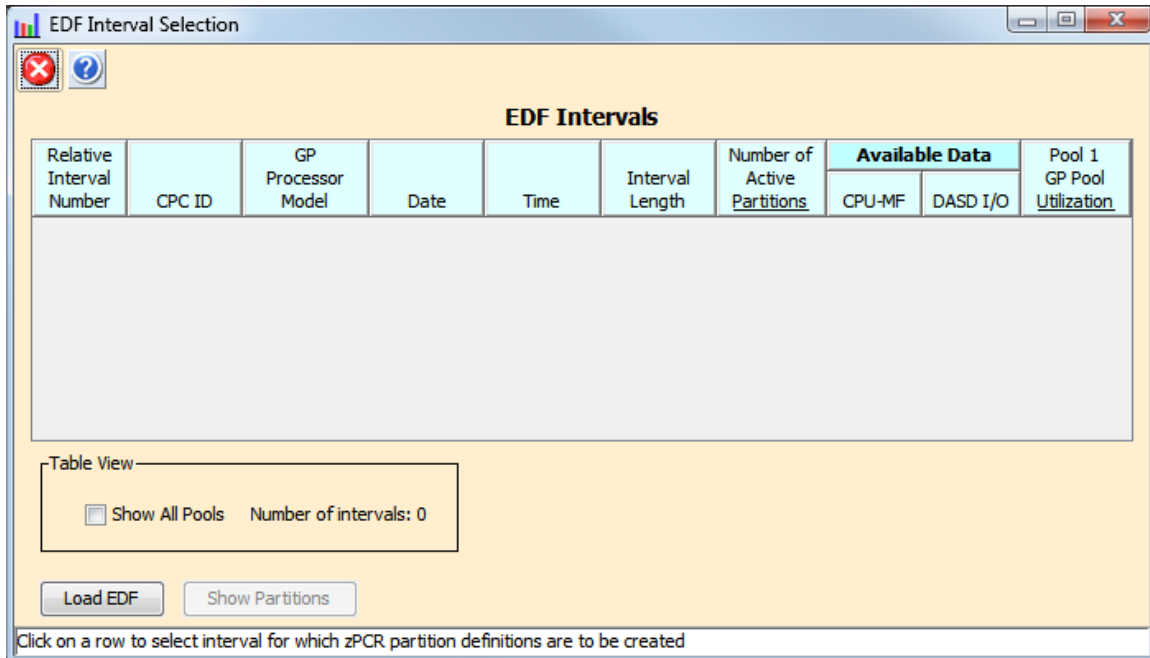 EDF Interval Selection
EDF Intervals
Relative
Interval
Number
CPC ID
GP
Processor
Model
Date
Time
Interval
Length
Number of
Active
Partitions
Available Data
CPU-MF
DASD I/O
Pool 1
GP Pool
Utilization
Table View
Show All Pools
Number of intervals: 0
Load EDF
Show Partitions
Click on a row to select interval for which zPCR partition definitions are to be created